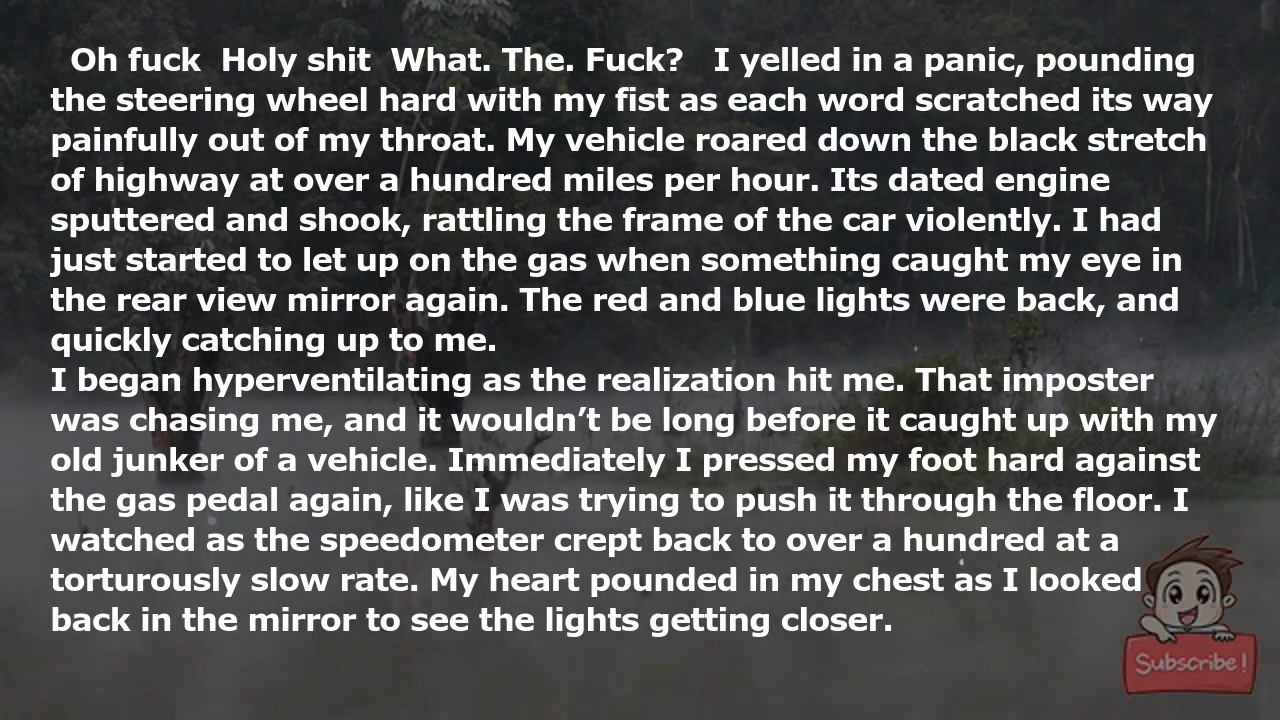 Oh fuck  Holy shit  What. The. Fuck?   I yelled in a panic, pounding
the steering wheel hard with my fist as each word scratched its way
painfully out of my throat. My vehicle roared down the black stretch
of highway at over a hundred miles per hour. Its dated engine
sputtered and shook, rattling the frame of the car violently. I had
just started to let up on the gas when something caught my eye in
the rear view mirror again. The red and blue lights were back, and
quickly catching up to me.
I began hyperventilating as the realization hit me. That imposter
was chasing me, and it wouldn’t be long before it caught up with my
old junker of a vehicle. Immediately I pressed my foot hard against
the gas pedal again, like I was trying to push it through the floor. I
watched as the speedometer crept back to over a hundred at a
torturously slow rate. My heart pounded in my chest as I looked
back in the mirror to see the lights getting closer.
Subscribe!